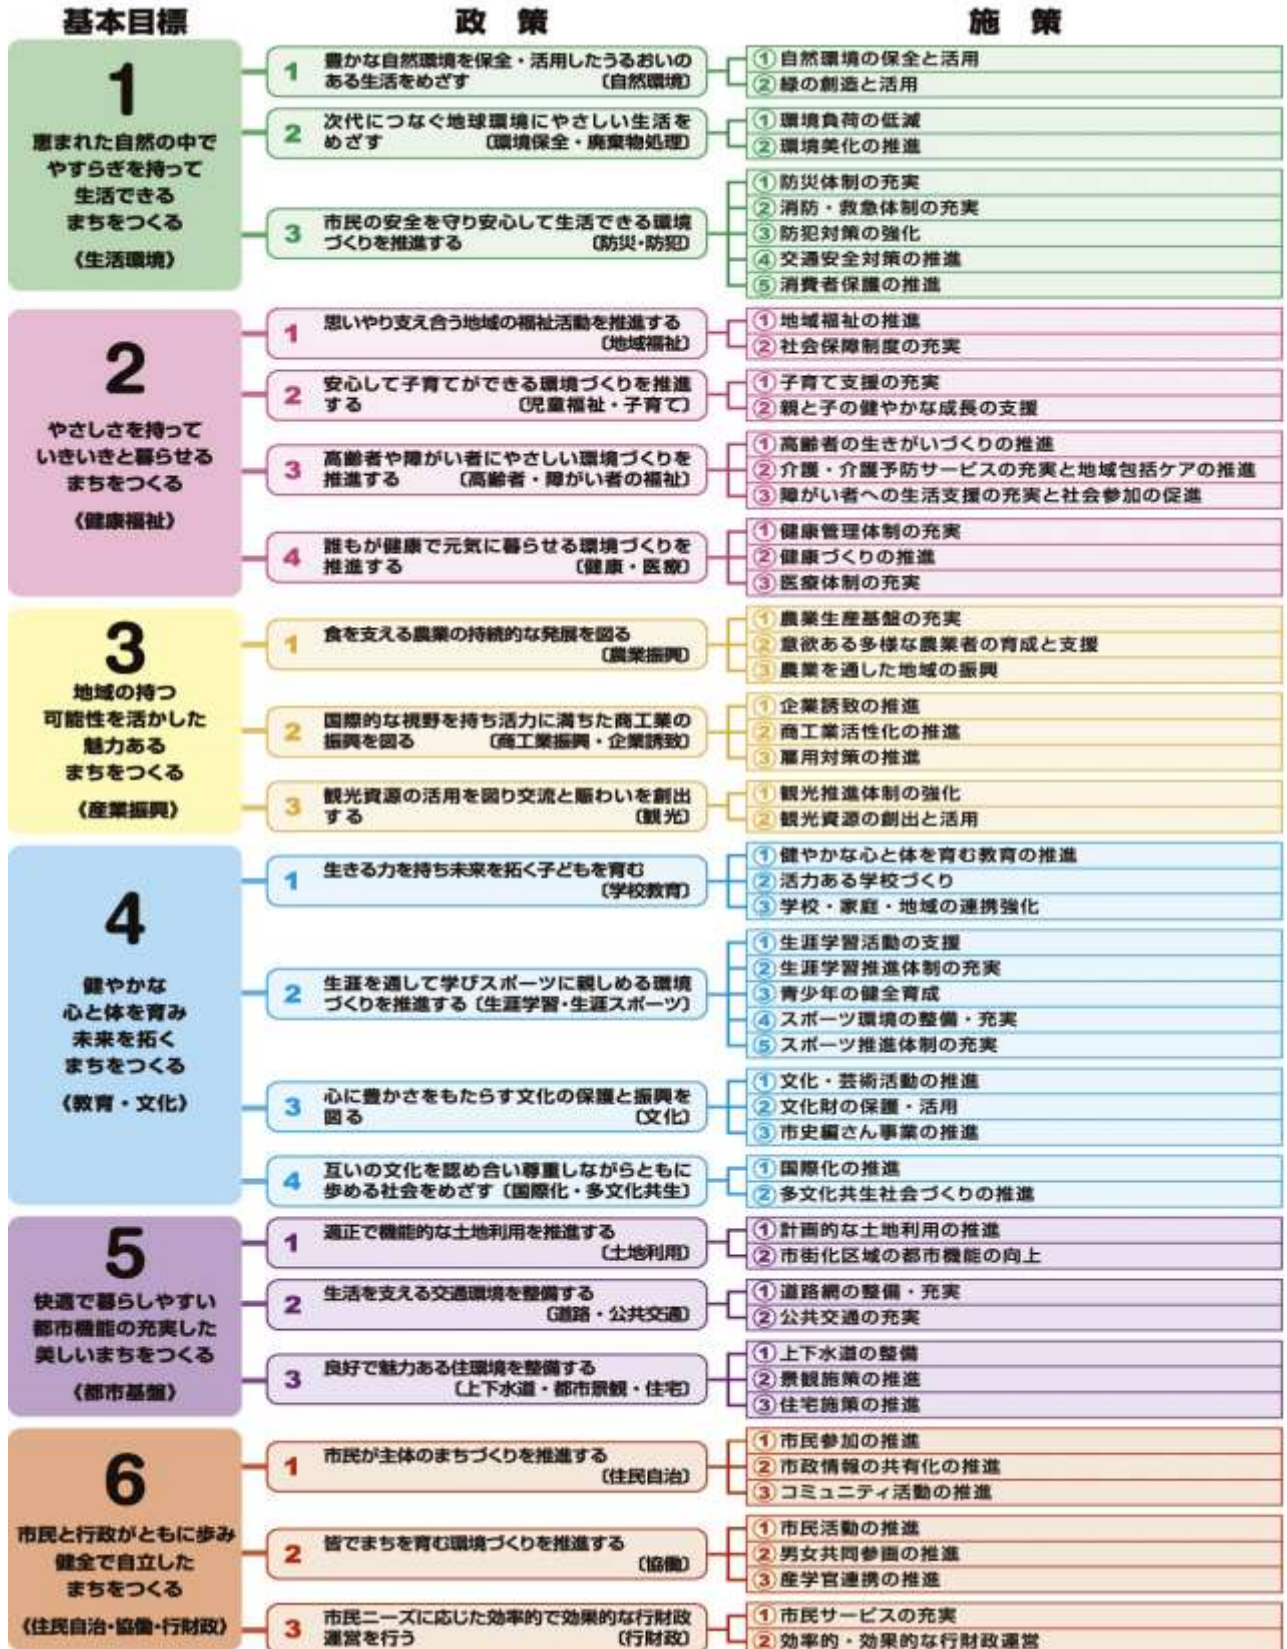 基本目標 政 策 施 策
1
恵まれた自然の中で
やすらぎを持って
生活できる
まちをつくる
《生活環境》
1 豊かな自然環境を保全・活用したうるおいの
ある生活をめざす 〔自然環境〕
①自然環境の保全と活用
②緑の創造と活用
2 次代につなぐ地球環境にやさしい生活を
めざす 〔環境保全・廃棄物処理〕
①環境負荷の低減
②環境美化の推進
3 市民の安全を守り安心して生活できる環境
づくりを推進する 〔防災・防犯〕
①防災体制の充実
②消防・救急体制の充実
③防犯対策の強化
④交通安全対策の推進
⑤消費者保護の推進
2
やさしさを持って
いきいきと暮らせる
まちをつくる
《健康福祉》
1 思いやり支え合う地域の福祉活動を推進する
〔地域福祉〕
①地域福祉の推進
②社会保障制度の充実
2 安心して子育てができる環境づくりを推進
する 〔児童福祉・子育て〕
①子育て支援の充実
②親と子の健やかな成長の支援
3 高齢者や障がい者にやさしい環境づくりを
推進する 〔高齢者・障がい者の福祉〕
①高齢者の生きがいづくりの推進
②介護・介護予防サービスの充実と地域包括ケアの推進
③障がい者への生活支援の充実と社会参加の促進
4 誰もが健康で元気に暮らせる環境づくりを
推進する 〔健康・医療〕
①健康管理体制の充実
②健康づくりの推進
③医療体制の充実
3
地域の持つ
可能性を活かした
魅力ある
まちをつくる
《産業振興》
1 食を支える農業の持続的な発展を図る
〔農業振興〕
①農業生産基盤の充実
②意欲ある多様な農業者の育成と支援
③農業を通した地域の振興
2 国際的な視野を持ち活力に満ちた商工業の
振興を図る 〔商工業振興・企業誘致〕
①企業誘致の推進
②商工業活性化の推進
③雇用対策の推進
3 観光資源の活用を図り交流と賑わいを創出
する 〔観光〕
①観光推進体制の強化
②観光資源の創出と活用
4
健やかな
心と体を育み
未来を拓く
まちをつくる
《教育・文化》
1 生きる力を持ち未来を拓く子どもを育む
〔学校教育〕
①健やかな心と体を育む教育の推進
②活力ある学校づくり
③学校・家庭・地域の連携強化
2 生涯を通して学びスポーツに親しめる環境
づくりを推進する〔生涯学習・生涯スポーツ〕
①生涯学習活動の支援
②生涯学習推進体制の充実
③青少年の健全育成
④スポーツ環境の整備・充実
⑤スポーツ推進体制の充実
3 心に豊かさをもたらす文化の保護と振興を
図る 〔文化〕
①文化・芸術活動の推進
②文化財の保護・活用
③市史編さん事業の推進
4 互いの文化を認め合い尊重しながらともに
歩める社会をめざす〔国際化・多文化共生〕
①国際化の推進
②多文化共生社会づくりの推進
5
快適で暮らしやすい
都市機能の充実した
美しいまちをつくる
《都市基盤》
1 適正で機能的な土地利用を推進する
〔土地利用〕
①計画的な土地利用の推進
②市街化区域の都市機能の向上
2 生活を支える交通環境を整備する
〔道路・公共交通〕
①道路網の整備・充実
②公共交通の充実
3 良好で魅力ある住環境を整備する
〔上下水道・都市景観・住宅〕
①上下水道の整備
②景観施策の推進
③住宅施策の推進
6
市民と行政がともに歩み
健全で自立した
まちをつくる
《住民自治・協働・行財政》
1 市民が主体のまちづくりを推進する
〔住民自治〕
①市民参加の推進
②市政情報の共有化の推進
③コミュニティ活動の推進
2 皆でまちを育む環境づくりを推進する
〔協働〕
①市民活動の推進
②男女共同参画の推進
③産学官連携の推進
3 市民ニーズに応じた効率的で効果的な行財政
運営を行う 〔行財政〕
①市民サービスの充実
②効率的・効果的な行財政運営